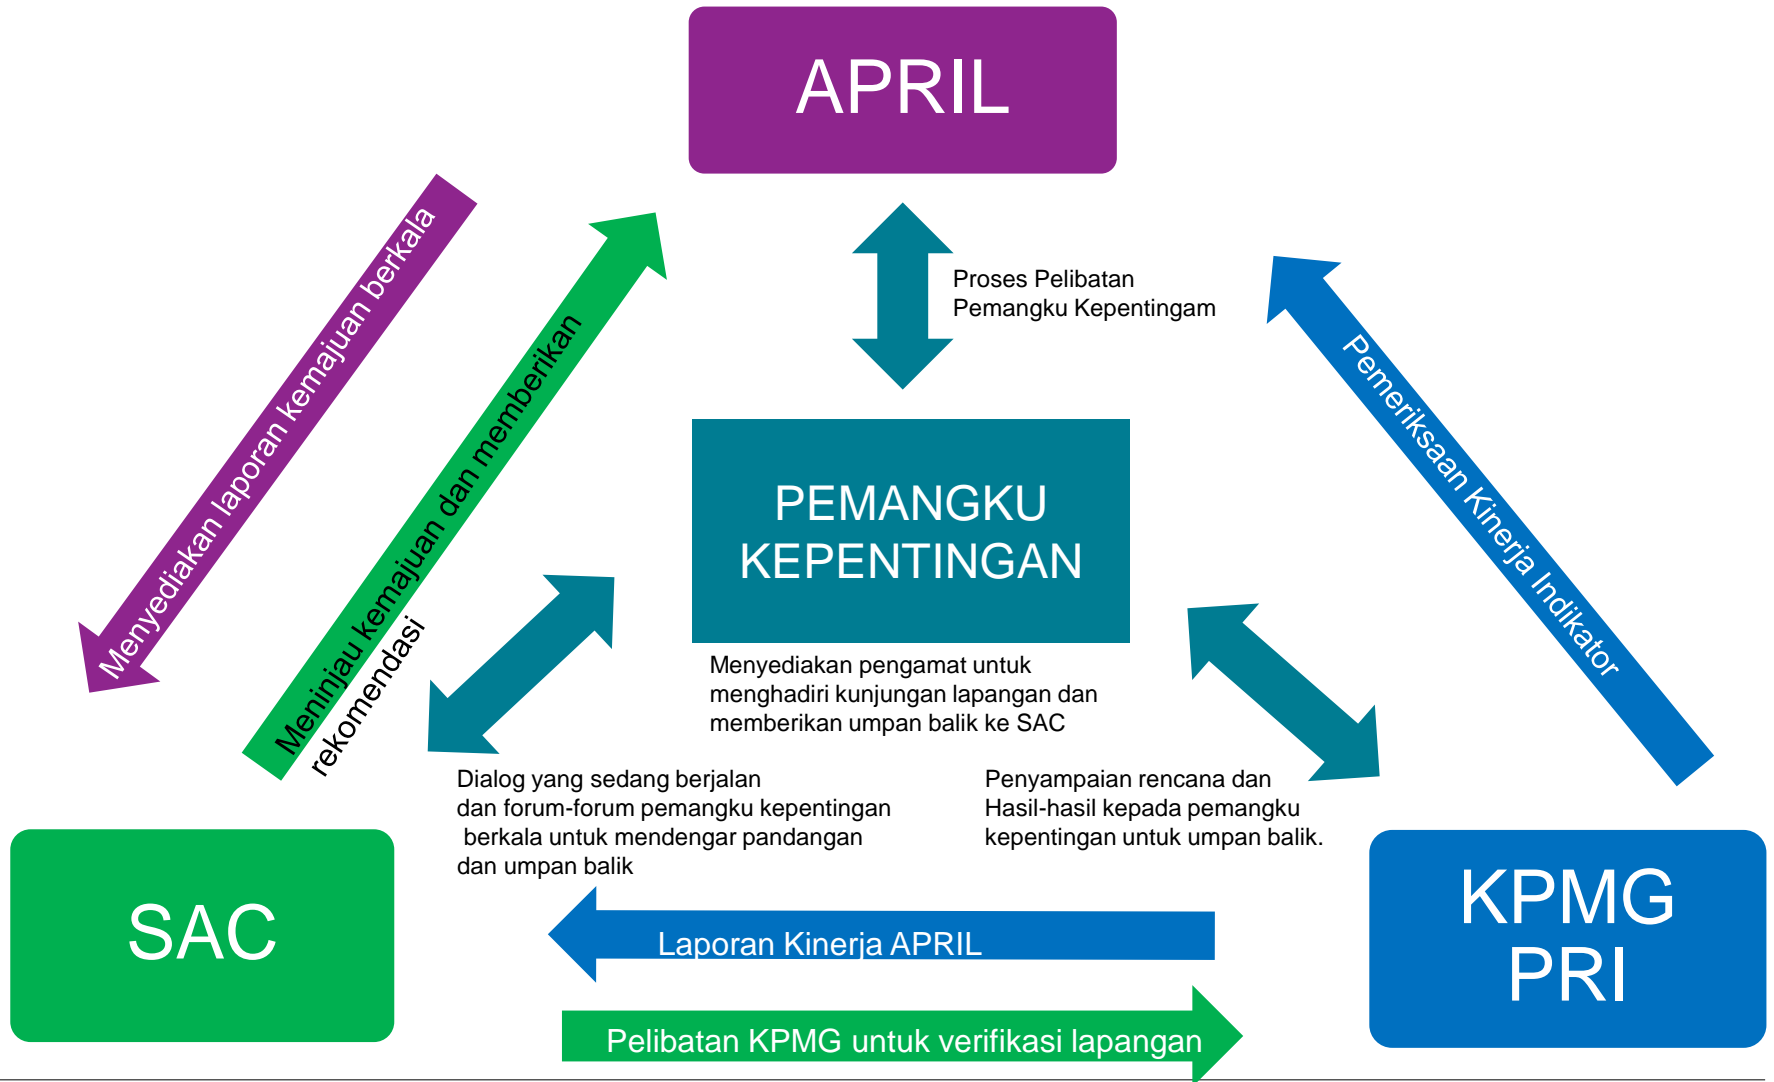 APRIL
Menyediakan laporan kemajuan berkala
Meninjau kemajuan dan memberikan
rekomendasi
Proses Pelibatan
Pemangku Kepentingam
Pemeriksaan Kinerja Indikator
PEMANGKU
KEPENTINGAN
Menyediakan pengamat untuk
menghadiri kunjungan lapangan dan
memberikan umpan balik ke SAC
Dialog yang sedang berjalan
dan forum-forum pemangku kepentingan
berkala untuk mendengar pandangan
dan umpan balik
Penyampaian rencana dan
Hasil-hasil kepada pemangku
kepentingan untuk umpan balik.
SAC
KPMG
PRI
Laporan Kinerja APRIL
Pelibatan KPMG untuk verifikasi lapangan